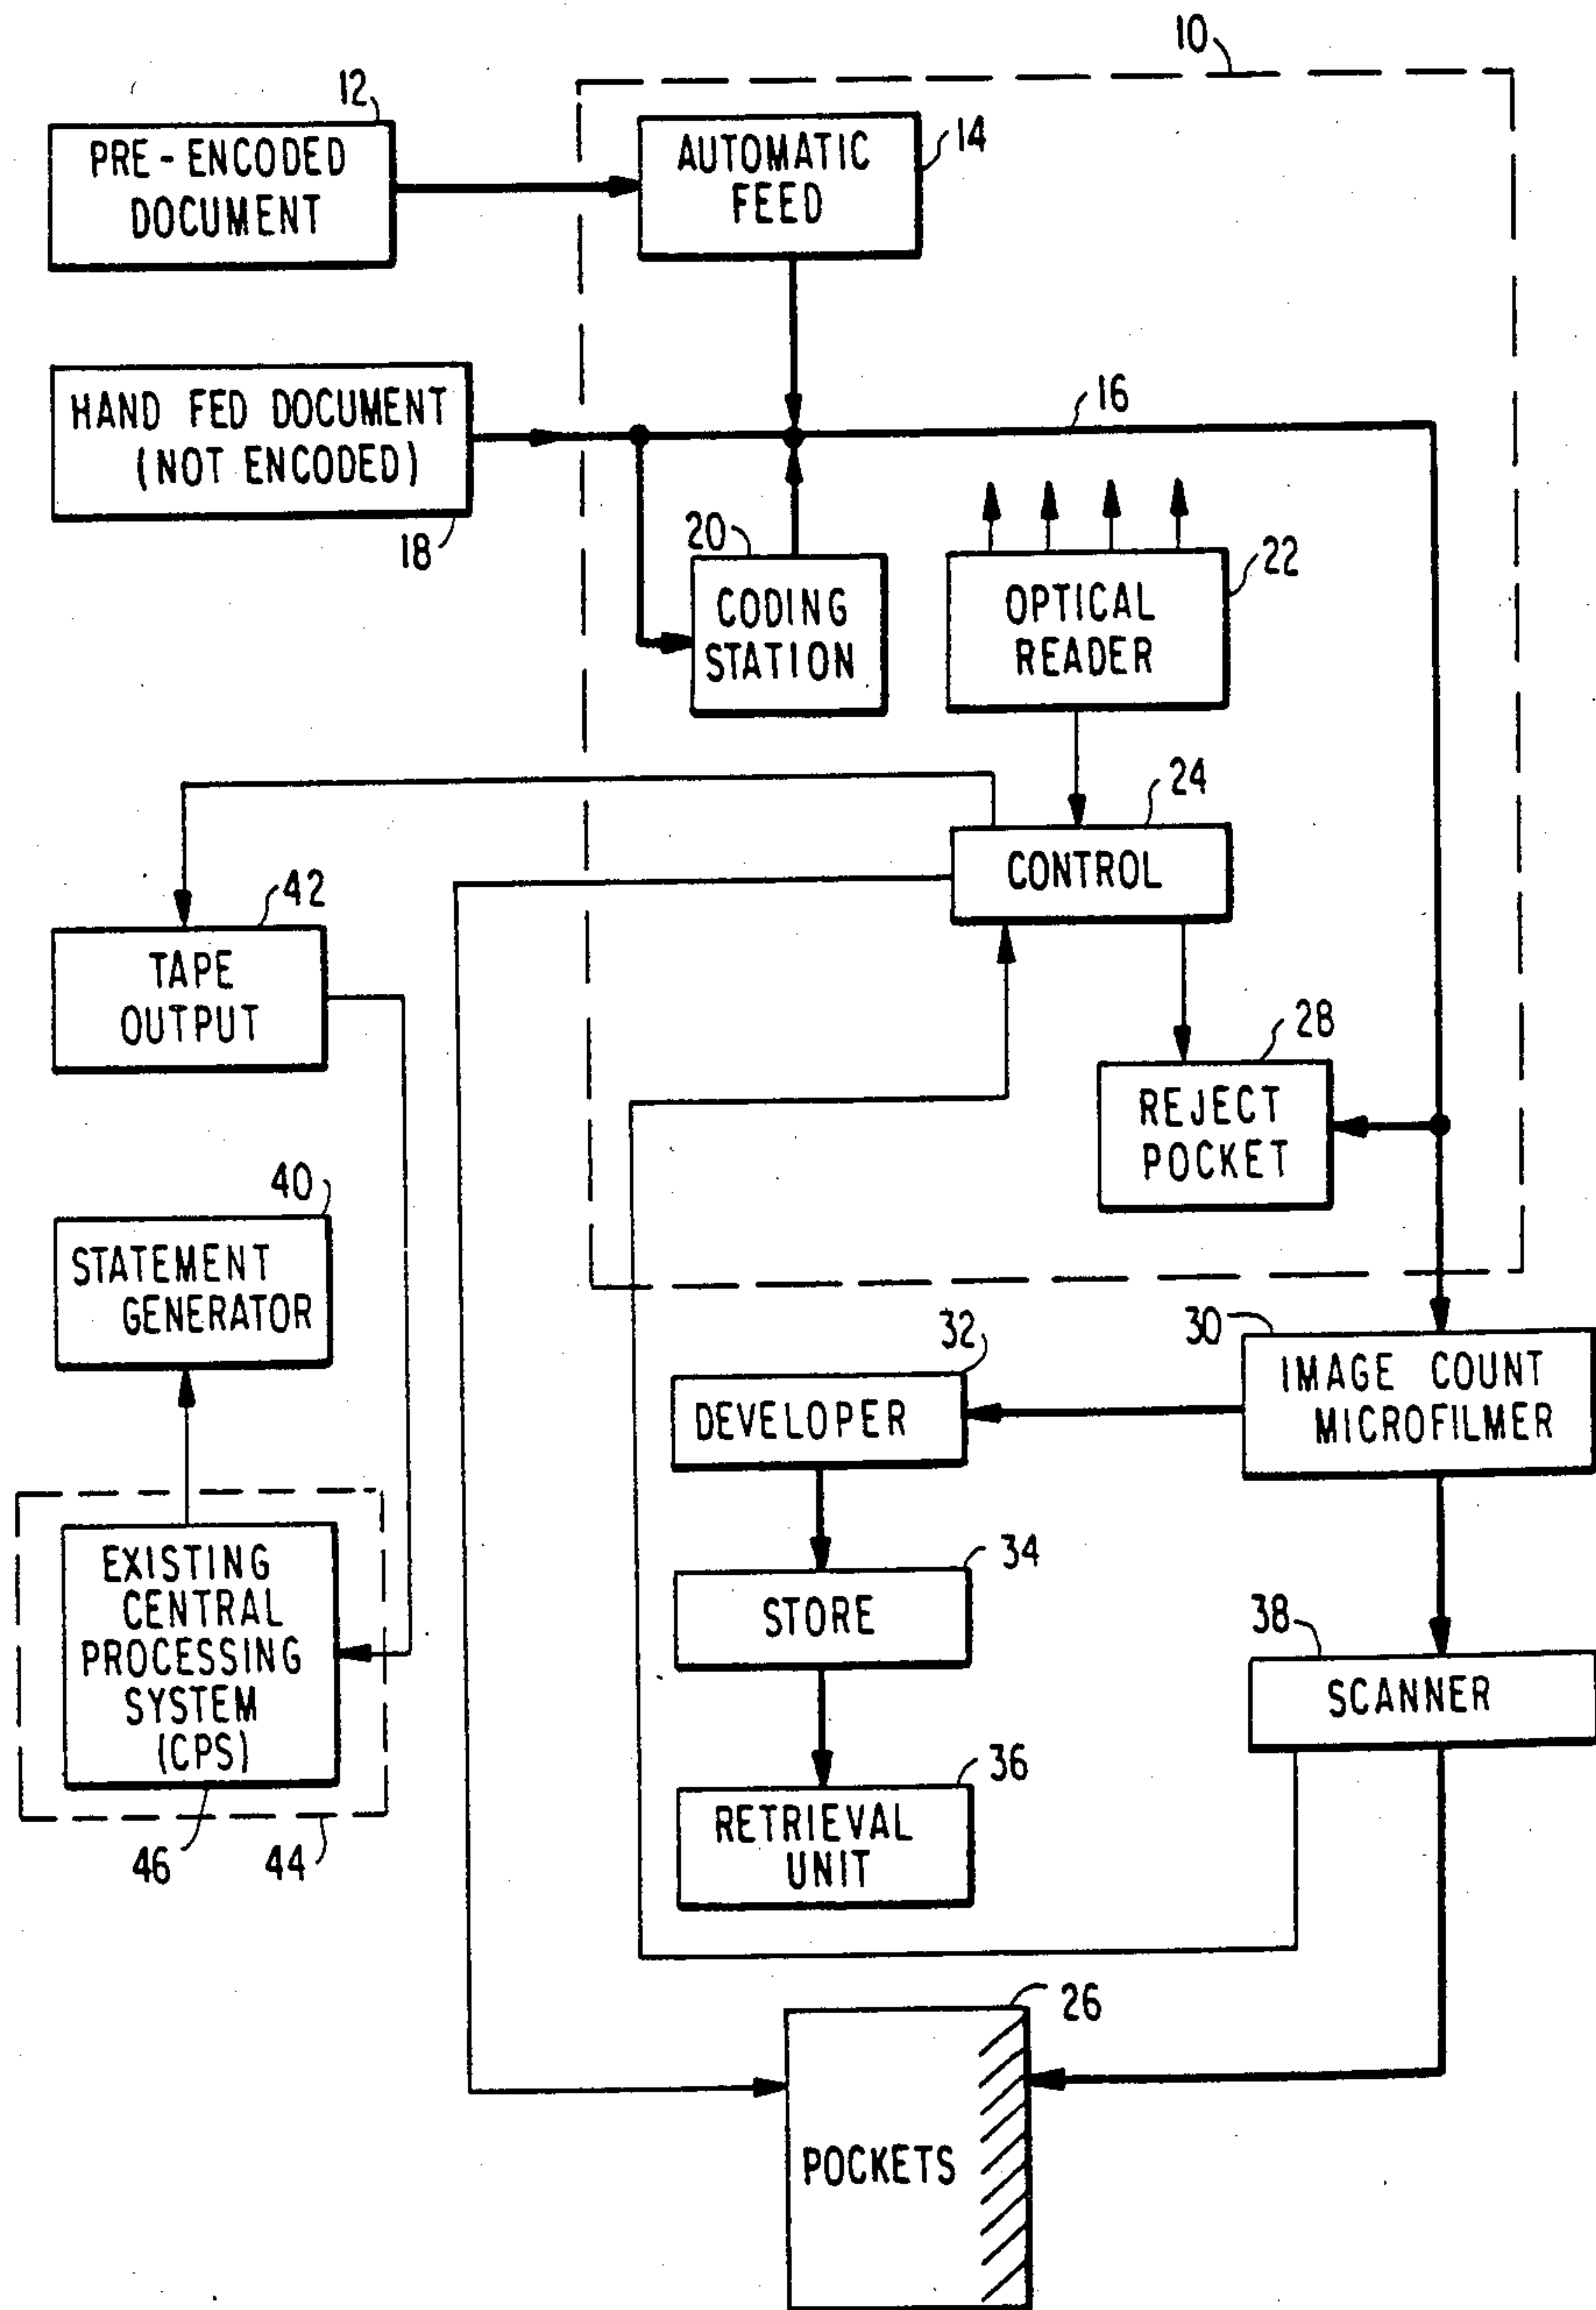 10
12
PRE-ENCODED
DOCUMENT
AUTOMATIC
FEED
14
HAND FED DOCUMENT
(NOT ENCODED)
18
16
20
CODING
STATION
OPTICAL
READER
22
24
CONTROL
42
TAPE
OUTPUT
28
REJECT
POCKET
40
STATEMENT
GENERATOR
30
IMAGE COUNT
MICROFILMER
32
DEVELOPER
EXISTING
CENTRAL
PROCESSING
SYSTEM
(CPS)
46
44
34
STORE
38
SCANNER
36
RETRIEVAL
UNIT
26
POCKETS